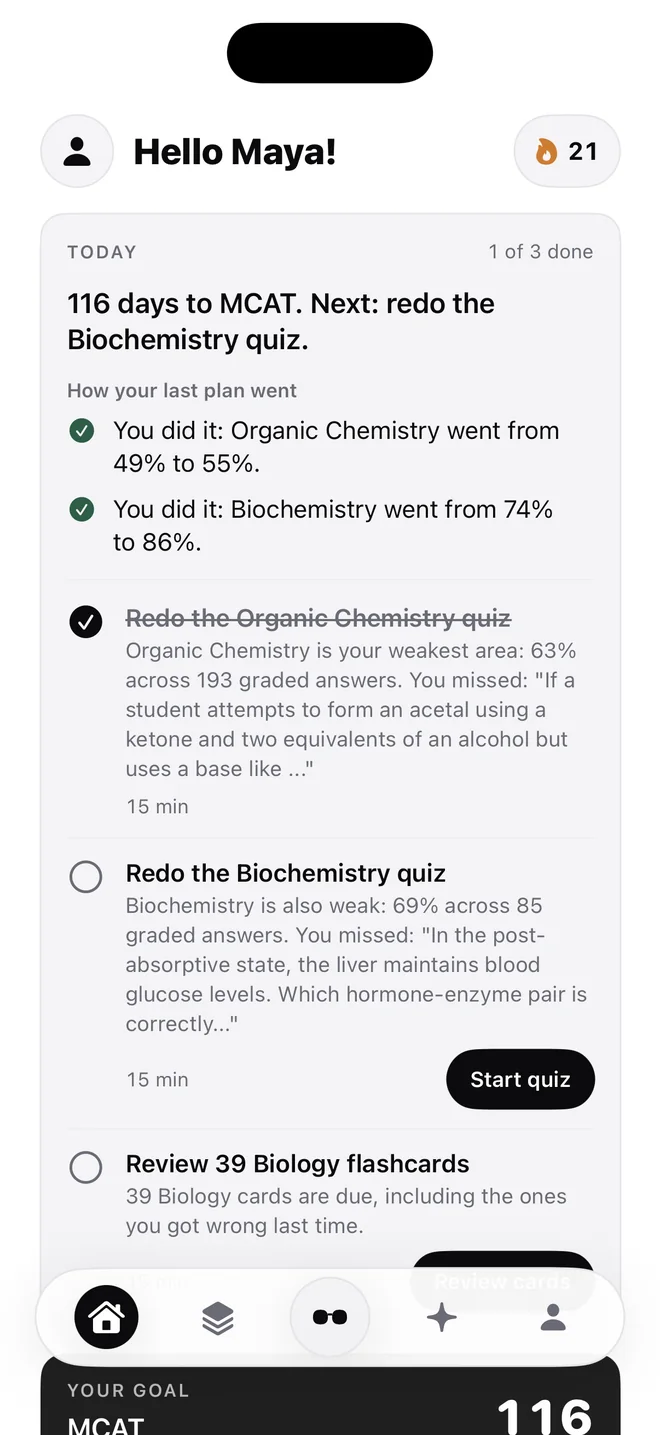 Hello Maya!
21
TODAY
1 of 3 done
116 days to MCAT. Next: redo the
Biochemistry quiz.
How your last plan went
You did it: Organic Chemistry went from
49% to 55%.
You did it: Biochemistry went from 74%
to 86%.
Redo the Organic Chemistry quiz
Organic Chemistry is your weakest area: 63%
across 193 graded answers. You missed: "If a
student attempts to form an acetal using a
ketone and two equivalents of an alcohol but
uses a base like ..."
15 min
Redo the Biochemistry quiz
Biochemistry is also weak: 69% across 85
graded answers. You missed: "In the post-
absorptive state, the liver maintains blood
glucose levels. Which hormone-enzyme pair is
correctly..."
15 min
Start quiz
Review 39 Biology flashcards
39 Biology cards are due, including the ones
you got wrong last time.
Review cards
YOUR GOAL
MCAT
116